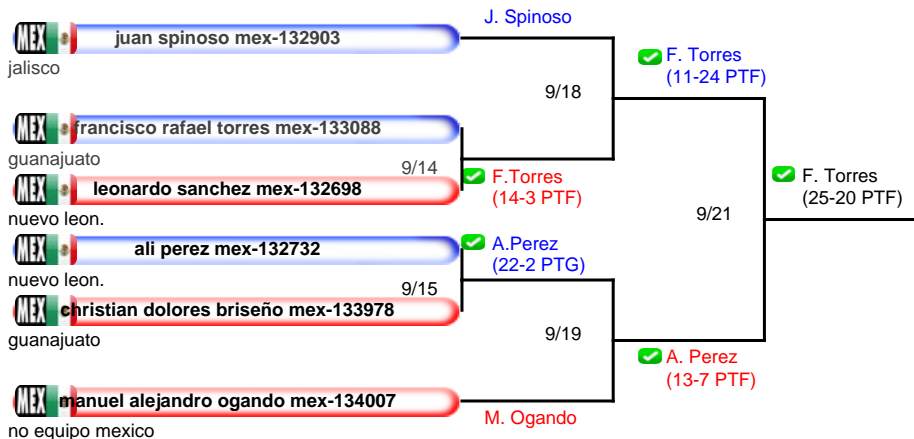 J. Spinoso
MEX juan spinoso mex-132903
jalisco
9/18
F. Torres
(11-24 PTF)
MEX francisco rafael torres mex-133088
guanajuato
9/14
F.Torres
(14-3 PTF)
MEX leonardo sanchez mex-132698
nuevo leon.
F. Torres
(25-20 PTF)
9/21
MEX ali perez mex-132732
nuevo leon.
A.Perez
(22-2 PTG)
9/15
MEX christian dolores briseño mex-133978
guanajuato
9/19
A. Perez
(13-7 PTF)
MEX manuel alejandro ogando mex-134007
no equipo mexico
M. Ogando